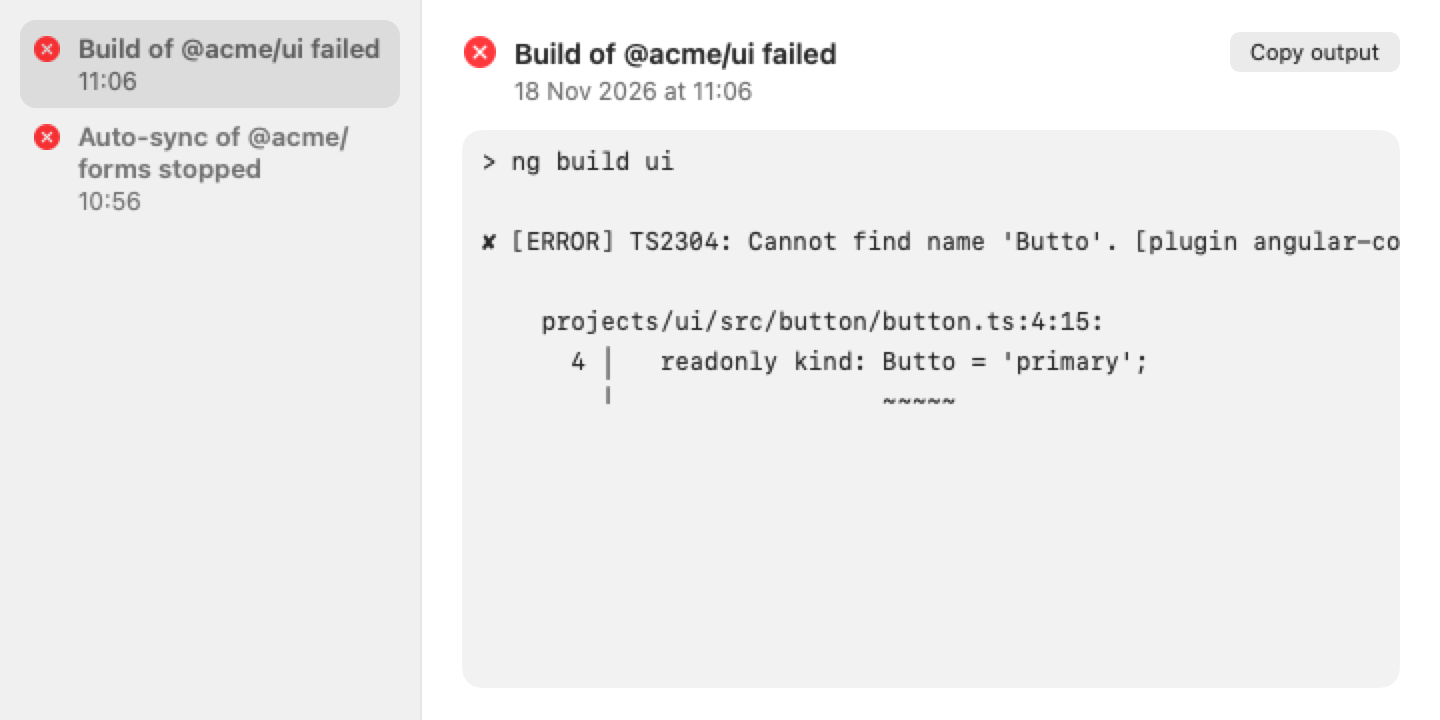 Build of @acme/ui failed
11:06
Auto-sync of @acme/
forms stopped
10:56
Build of @acme/ui failed
18 Nov 2026 at 11:06
Copy output
> ng build ui
✘ [ERROR] TS2304: Cannot find name 'Butto'. [plugin angular-co
projects/ui/src/button/button.ts:4:15:
4 │   readonly kind: Butto = 'primary';
╵                  ~~~~~